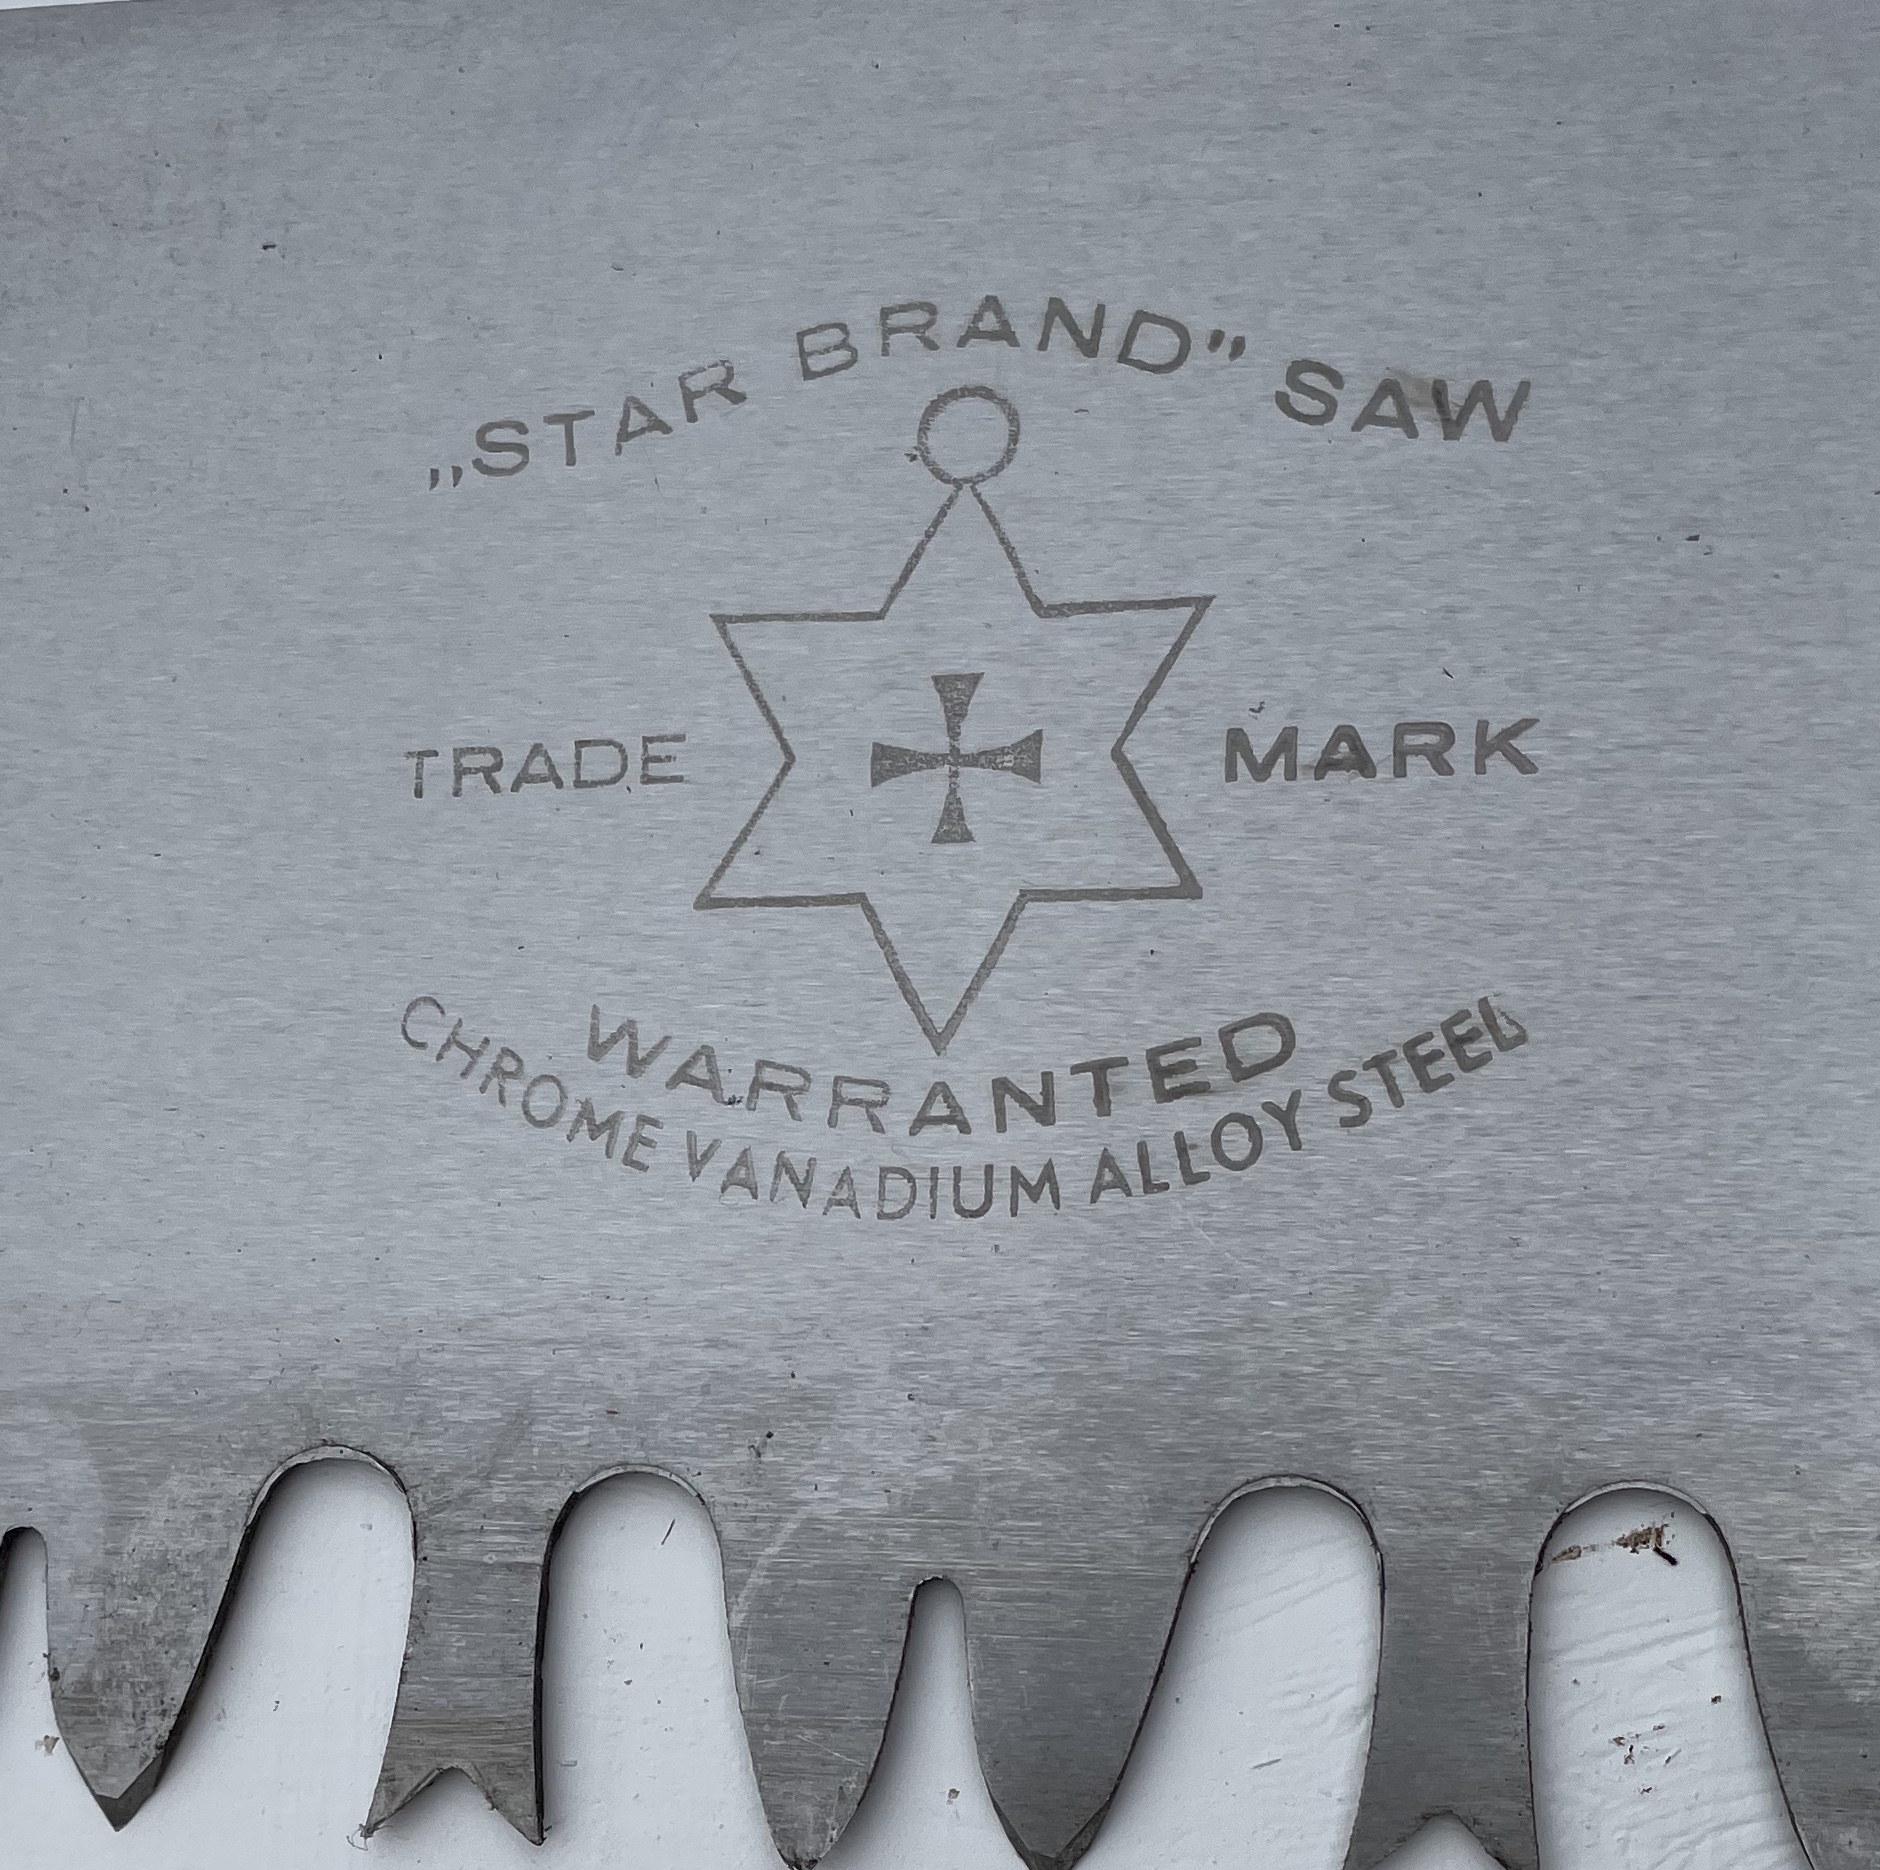 „STAR BRAND” SAW
TRADE MARK
WARRANTED
CHROME VANADIUM ALLOY STEEL